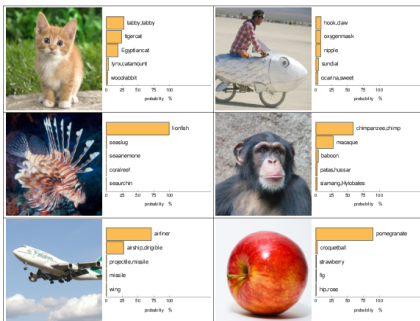 tabby,tabby
tigercat
Egyptiancat
lynx,catamount
woodrabbit
0 25 50 75 100
probability %
hook,claw
oxygenmask
nipple
sundial
ocarina,sweet
0 25 50 75 100
probability %
lionfish
seaslug
seaanemone
coralreef
seaurchin
0 25 50 75 100
probability %
chimpanzee,chimp
macaque
baboon
patas,hussar
siamang,Hylobates
0 25 50 75 100
probability %
airliner
airship,dirigible
projectile,missile
missile
wing
0 25 50 75 100
probability %
pomegranate
croquetball
strawberry
fig
hip,rose
0 25 50 75 100
probability %